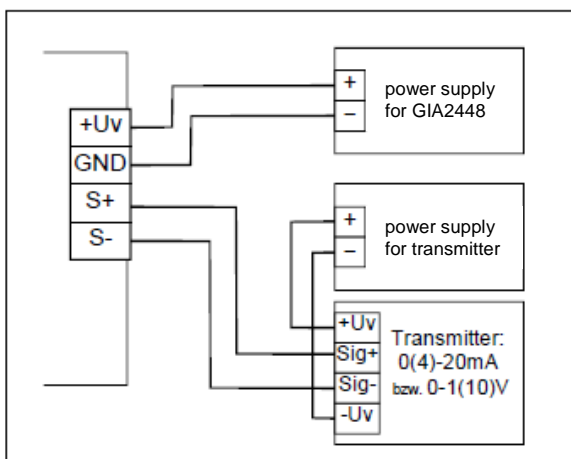 +Uv
GND
S+
S-
+
−
power supply
for GIA2448
+
−
power supply
for transmitter
+Uv
Sig+
Sig-
-Uv
Transmitter:
0(4)-20mA
bzw. 0-1(10)V